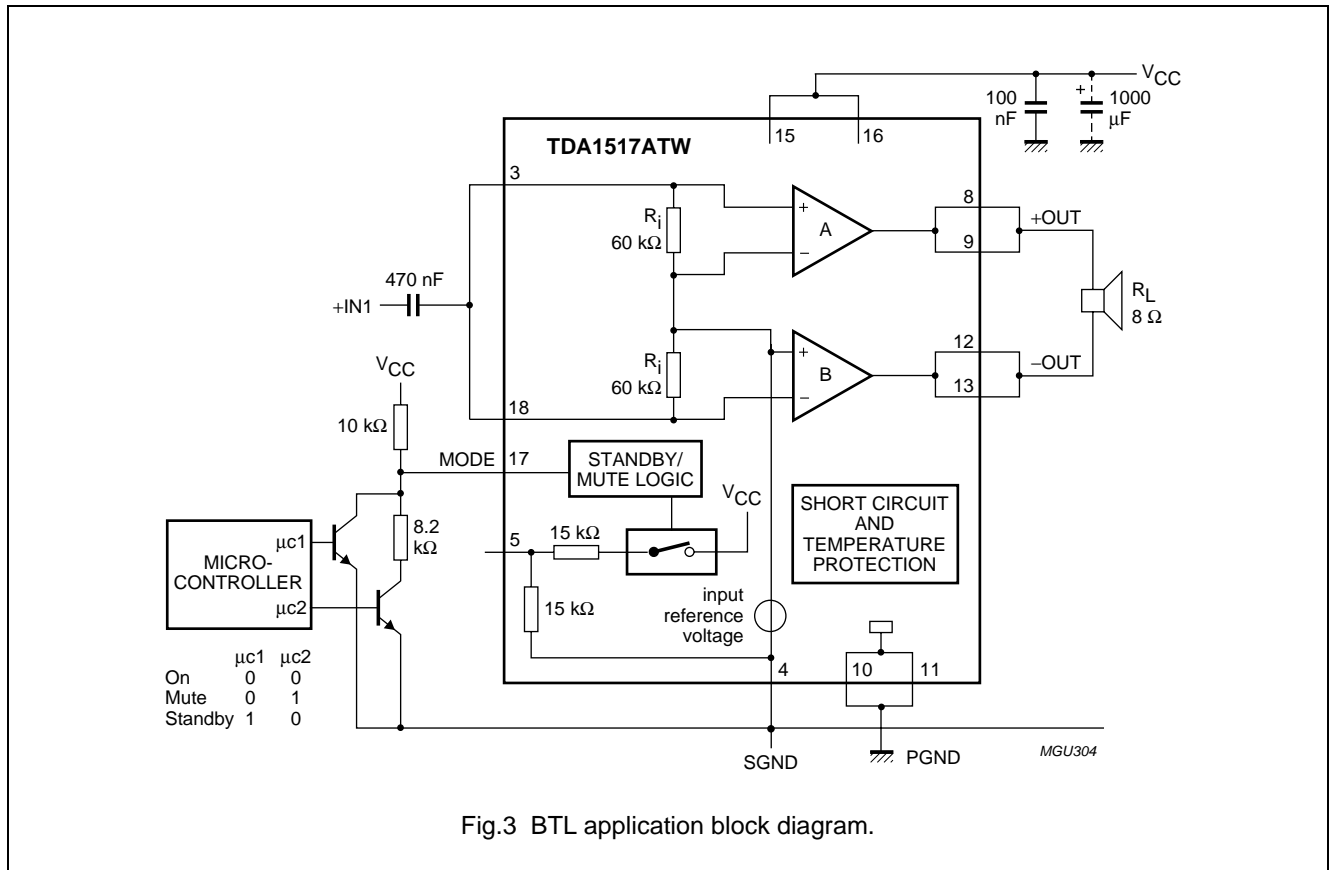 VCC
100
nF
+
1000
μF
15
16
TDA1517ATW
3
Ri
60 kΩ
+
−
A
8
9
+OUT
470 nF
+IN1
RL
8 Ω
Ri
60 kΩ
+
−
B
12
13
−OUT
VCC
10 kΩ
18
MODE
17
STANDBY/
MUTE LOGIC
VCC
SHORT CIRCUIT
AND
TEMPERATURE
PROTECTION
8.2
kΩ
5
15 kΩ
15 kΩ
MICRO-
CONTROLLER
μc1
μc2
input
reference
voltage
4
10
11
μc1 μc2
On 0 0
Mute 0 1
Standby 1 0
SGND
PGND
MGU304
Fig.3 BTL application block diagram.